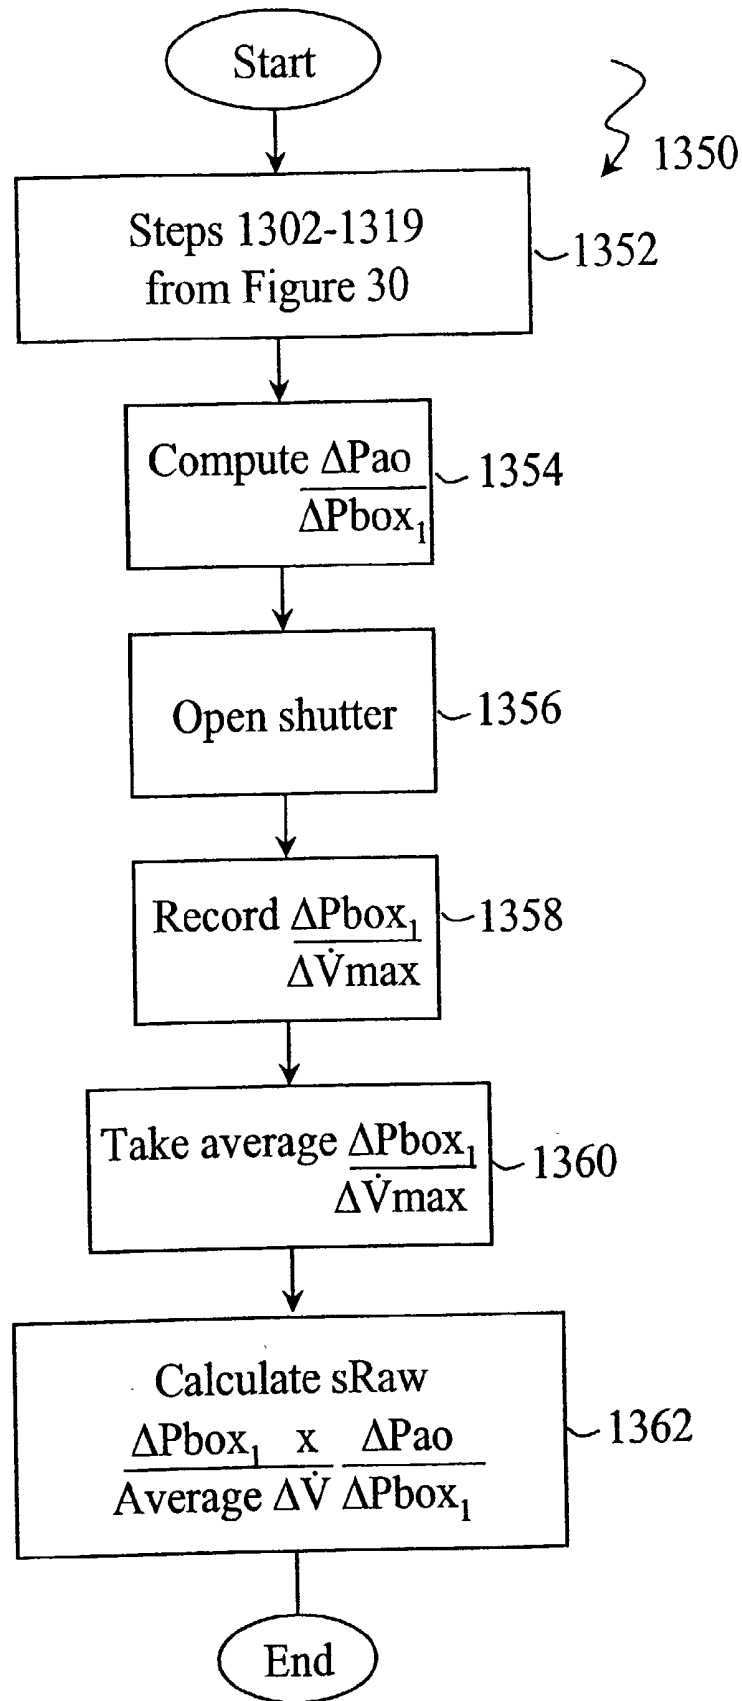 Start
1350
Steps 1302-1319
from Figure 30
1352
Compute ΔPao
ΔPbox₁
1354
Open shutter
1356
Record ΔPbox₁
ΔV̇max
1358
Take average ΔPbox₁
ΔV̇max
1360
Calculate sRaw
ΔPbox₁ x ΔPao
Average ΔV̇ ΔPbox₁
1362
End